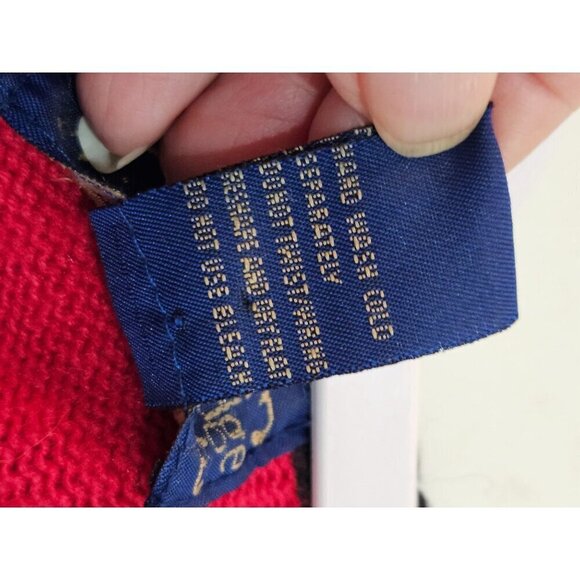 HAND WASH COLD
SEPARATELY
DO NOT TWIST/WRING
RESHAPE AND DRY FLAT
DO NOT USE BLEACH